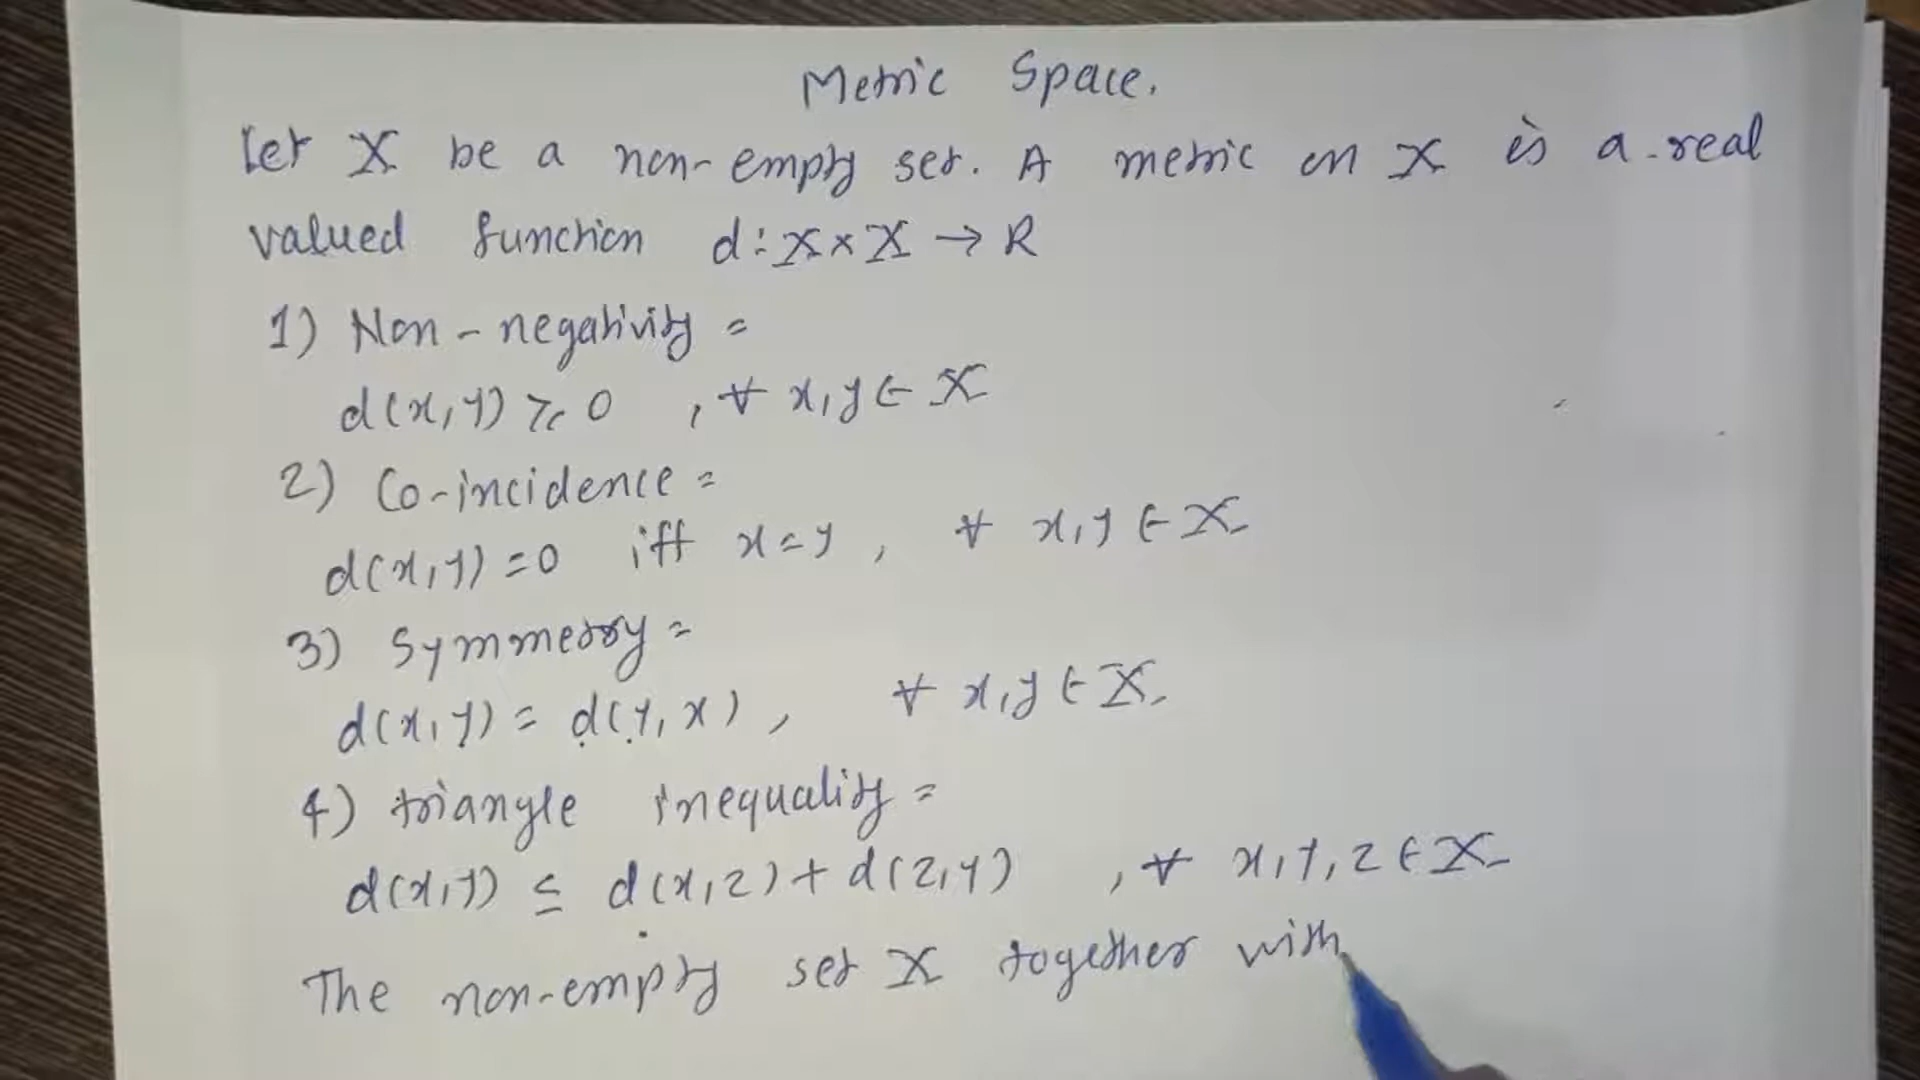 Metric Space.
Let X be a non-empty set. A metric on X is a real
valued function d: X × X → R
1) Non-negativity =
d(x,y) ≥ 0 , ∀ x,y ∈ X
2) Co-incidence =
d(x,y) = 0 iff x = y , ∀ x,y ∈ X
3) Symmetry =
d(x,y) = d(y,x) , ∀ x,y ∈ X
4) triangle inequality =
d(x,y) ≤ d(x,z) + d(z,y) , ∀ x,y,z ∈ X
The non-empty set X together with